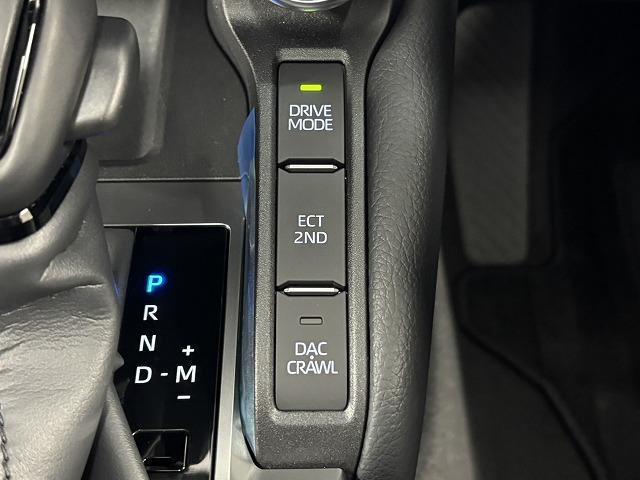 DRIVE
MODE
ECT
2ND
DAC
CRAWL
P
R
N
D - M
+
−